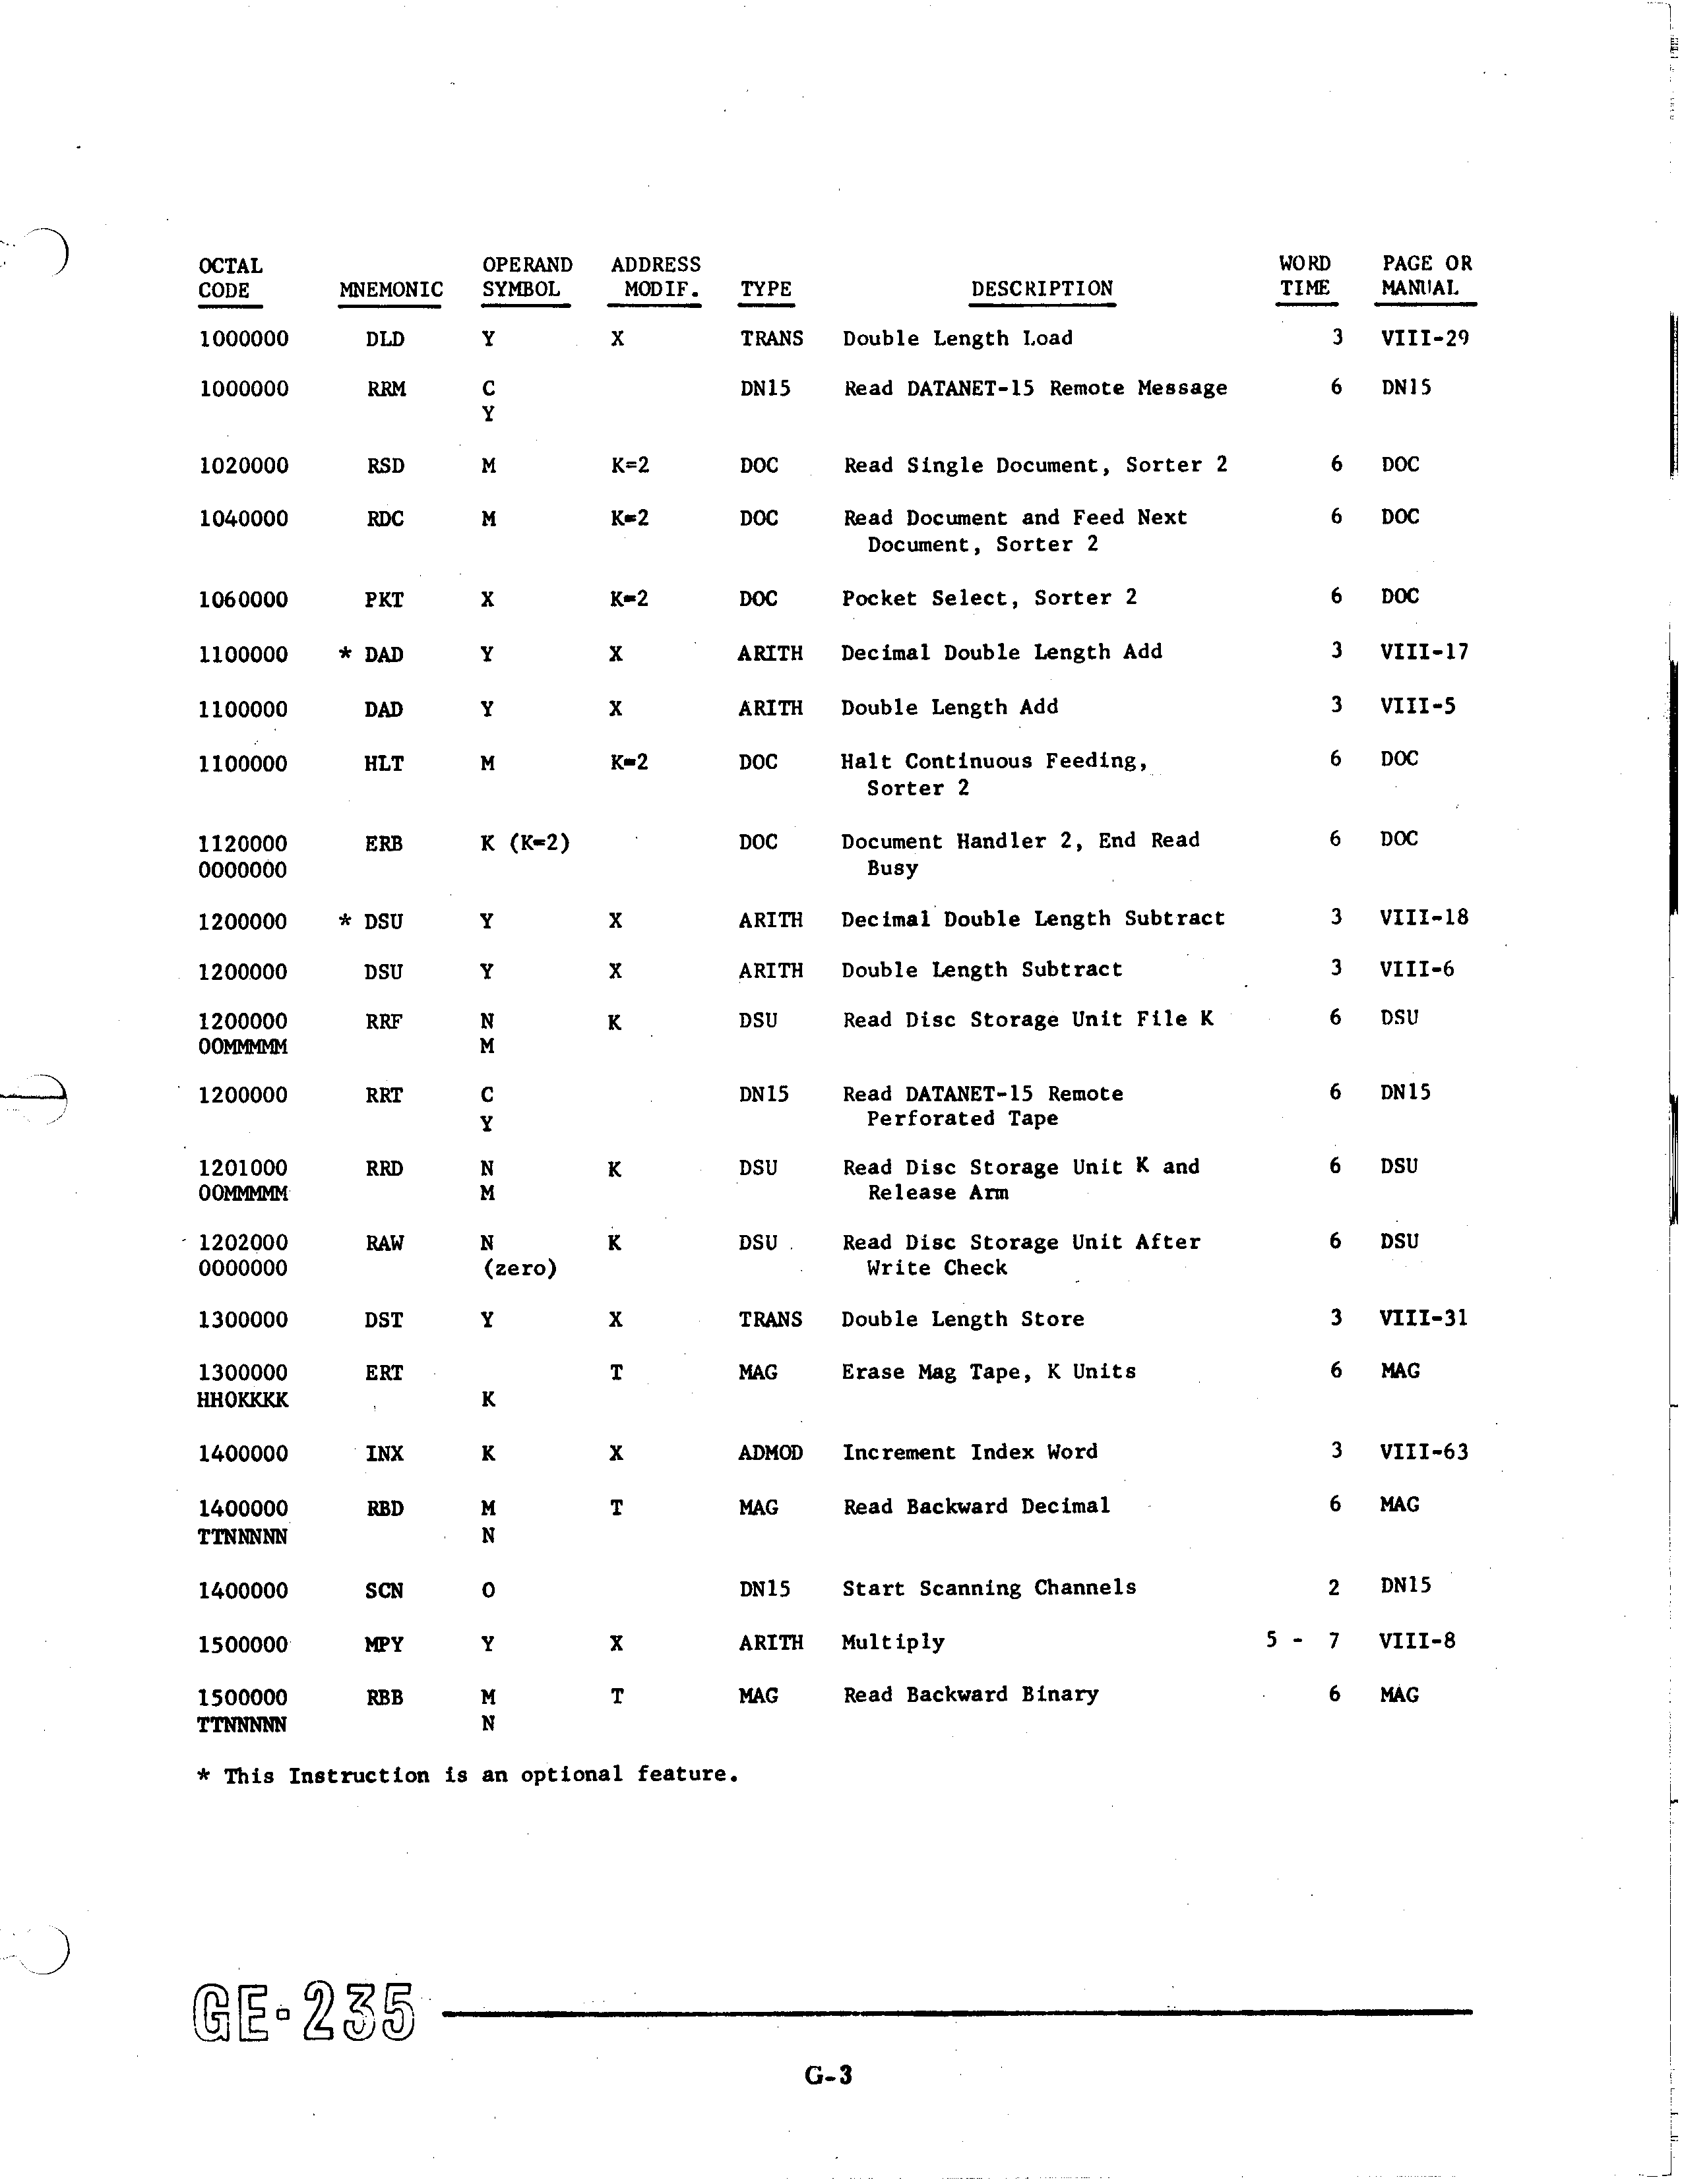 OCTAL OPERAND ADDRESS WORD PAGE OR
CODE MNEMONIC SYMBOL MODIF. TYPE DESCRIPTION TIME MANUAL
1000000 DLD Y X TRANS Double Length Load 3 VIII-29
1000000 RRM C DN15 Read DATANET-15 Remote Message 6 DN15
Y
1020000 RSD M K=2 DOC Read Single Document, Sorter 2 6 DOC
1040000 RDC M K=2 DOC Read Document and Feed Next 6 DOC
Document, Sorter 2
1060000 PKT X K=2 DOC Pocket Select, Sorter 2 6 DOC
1100000 * DAD Y X ARITH Decimal Double Length Add 3 VIII-17
1100000 DAD Y X ARITH Double Length Add 3 VIII-5
1100000 HLT M K=2 DOC Halt Continuous Feeding, 6 DOC
Sorter 2
1120000 ERB K (K=2) DOC Document Handler 2, End Read 6 DOC
0000000 Busy
1200000 * DSU Y X ARITH Decimal Double Length Subtract 3 VIII-18
1200000 DSU Y X ARITH Double Length Subtract 3 VIII-6
1200000 RRF N K DSU Read Disc Storage Unit File K 6 DSU
00MMMMM M
1200000 RRT C DN15 Read DATANET-15 Remote 6 DN15
Y Perforated Tape
1201000 RRD N K DSU Read Disc Storage Unit K and 6 DSU
00MMMMM M Release Arm
1202000 RAW N K DSU Read Disc Storage Unit After 6 DSU
0000000 (zero) Write Check
1300000 DST Y X TRANS Double Length Store 3 VIII-31
1300000 ERT T MAG Erase Mag Tape, K Units 6 MAG
HH0KKKK K
1400000 INX K X ADMOD Increment Index Word 3 VIII-63
1400000 RBD M T MAG Read Backward Decimal 6 MAG
TTNNNNN N
1400000 SCN 0 DN15 Start Scanning Channels 2 DN15
1500000 MPY Y X ARITH Multiply 5 - 7 VIII-8
1500000 RBB M T MAG Read Backward Binary 6 MAG
TTNNNNN N
* This Instruction is an optional feature.
GE-235
G-3